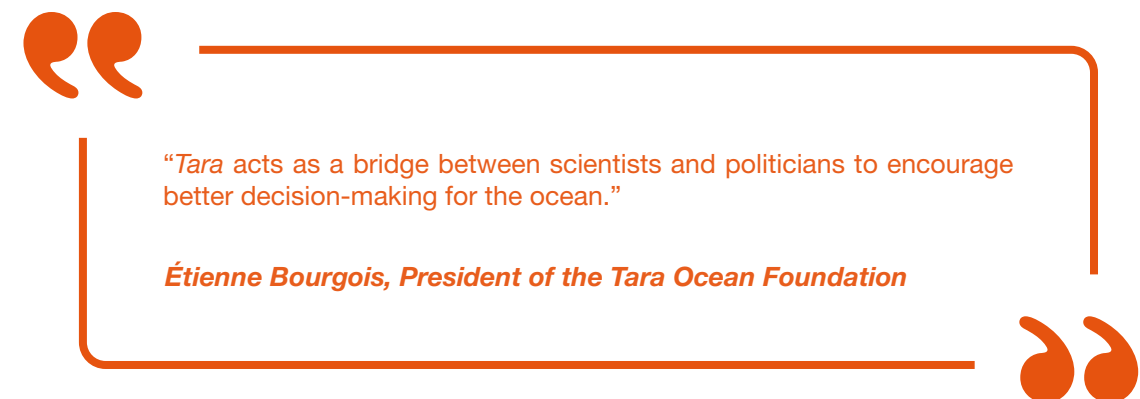 “Tara acts as a bridge between scientists and politicians to encourage
better decision-making for the ocean.”
Étienne Bourgois, President of the Tara Ocean Foundation